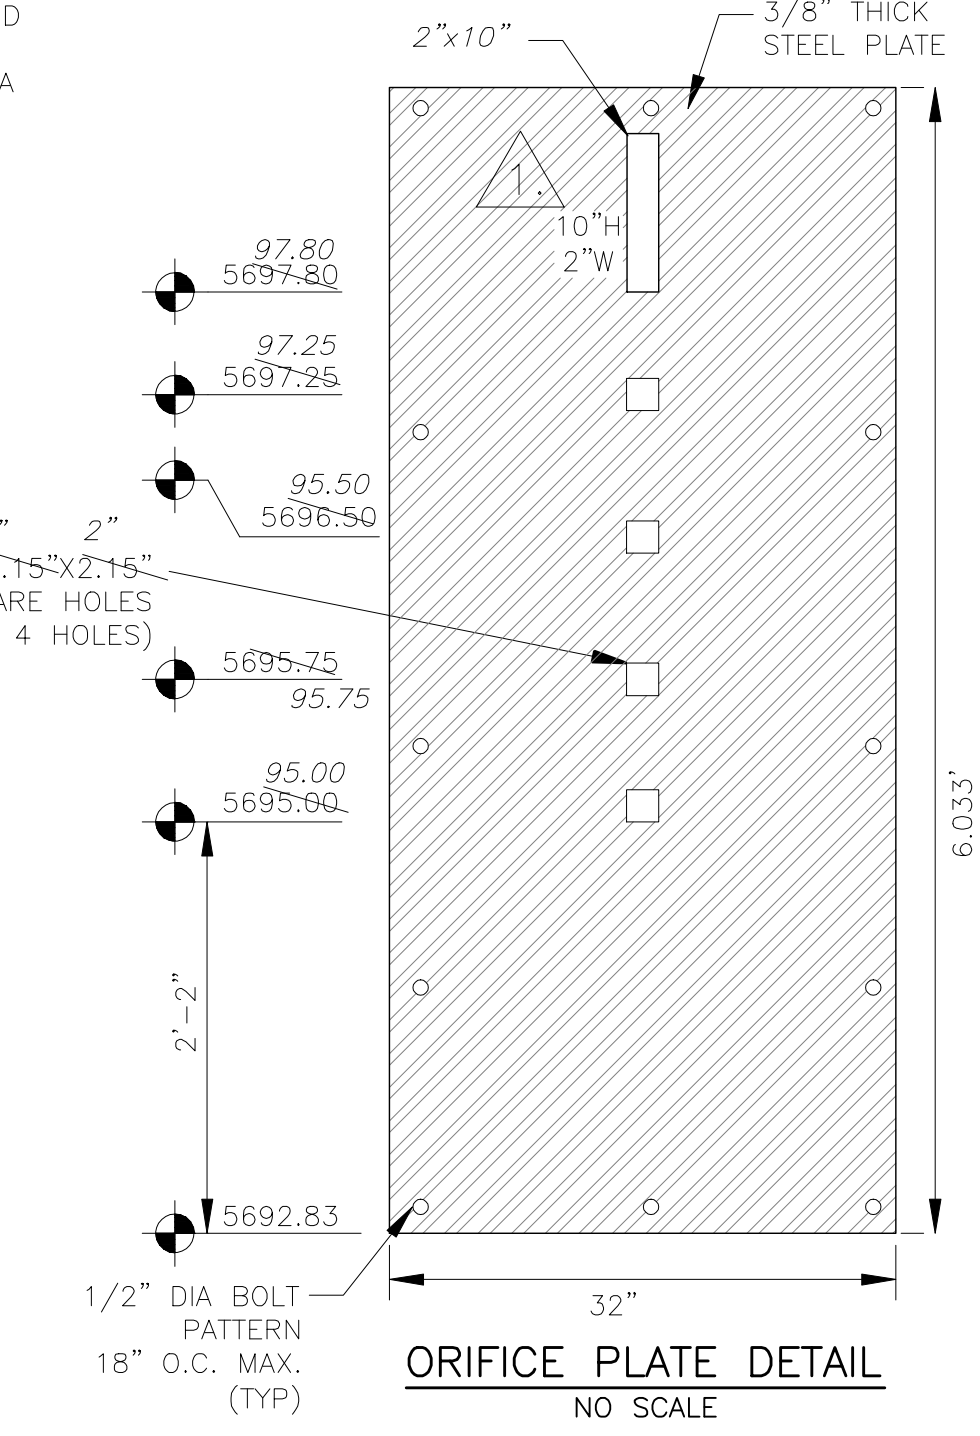 D
A
2”x10”
3/8” THICK
STEEL PLATE
1.
10”H
2”W
97.80
5697.80
97.25
5697.25
95.50
5696.50
” 2”
.15”X2.15”
ARE HOLES
4 HOLES)
5695.75
95.75
95.00
5695.00
2'-2”
6.033'
5692.83
1/2” DIA BOLT
PATTERN
18” O.C. MAX.
(TYP)
32”
ORIFICE PLATE DETAIL
NO SCALE